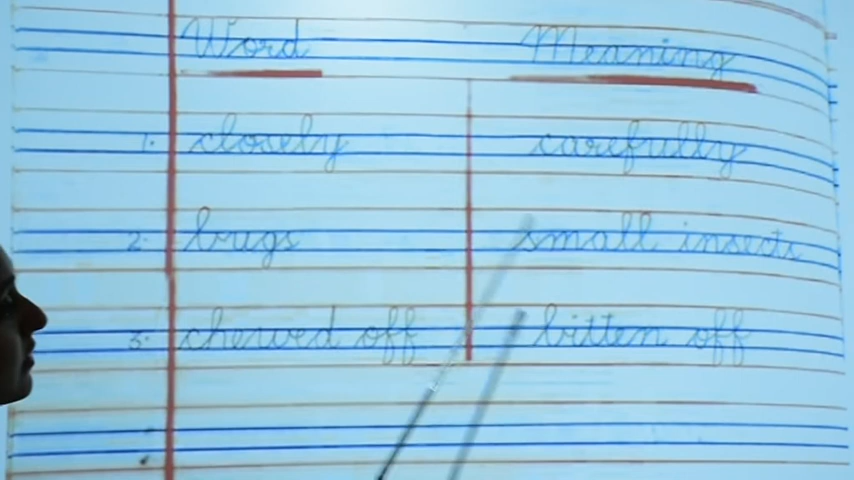 Word Meaning
1. closely carefully
2. bugs small insects
3. chewed off bitten off